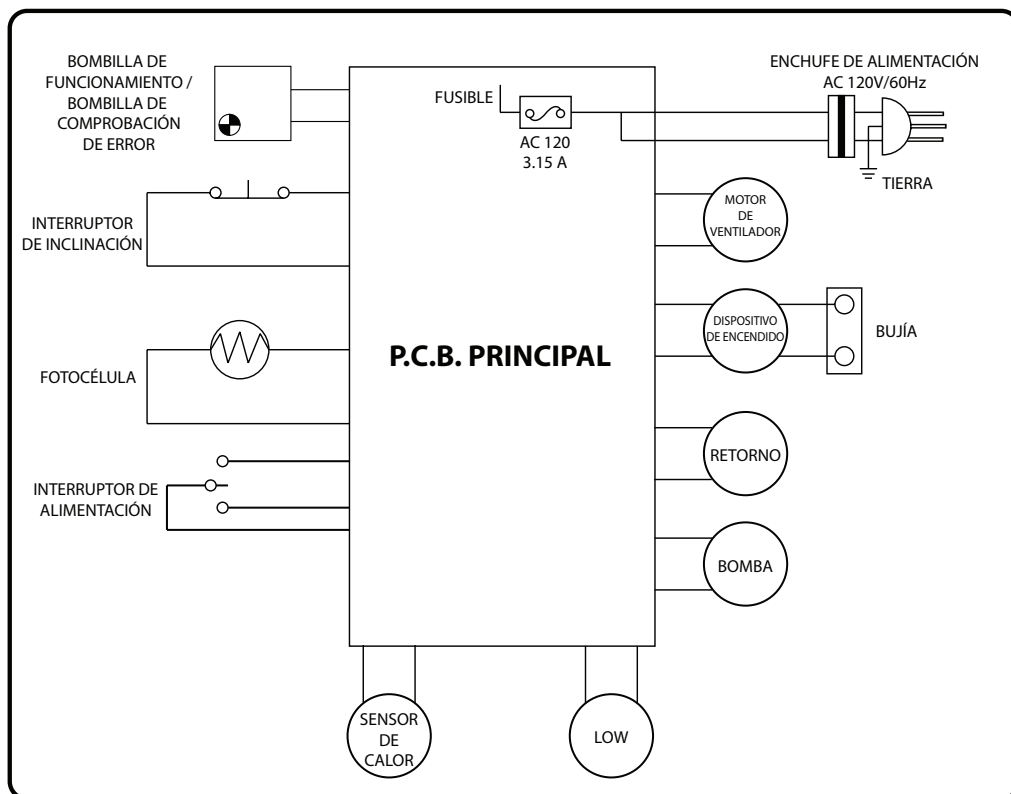 BOMBILLA DE
FUNCIONAMIENTO /
BOMBILLA DE
COMPROBACIÓN
DE ERROR
INTERRUPTOR
DE INCLINACIÓN
FOTOCÉLULA
INTERRUPTOR DE
ALIMENTACIÓN
FUSIBLE
AC 120
3.15 A
P.C.B. PRINCIPAL
ENCHUFE DE ALIMENTACIÓN
AC 120V/60Hz
TIERRA
MOTOR
DE
VENTILADOR
DISPOSITIVO
DE ENCENDIDO
BUJÍA
RETORNO
BOMBA
SENSOR
DE
CALOR
LOW